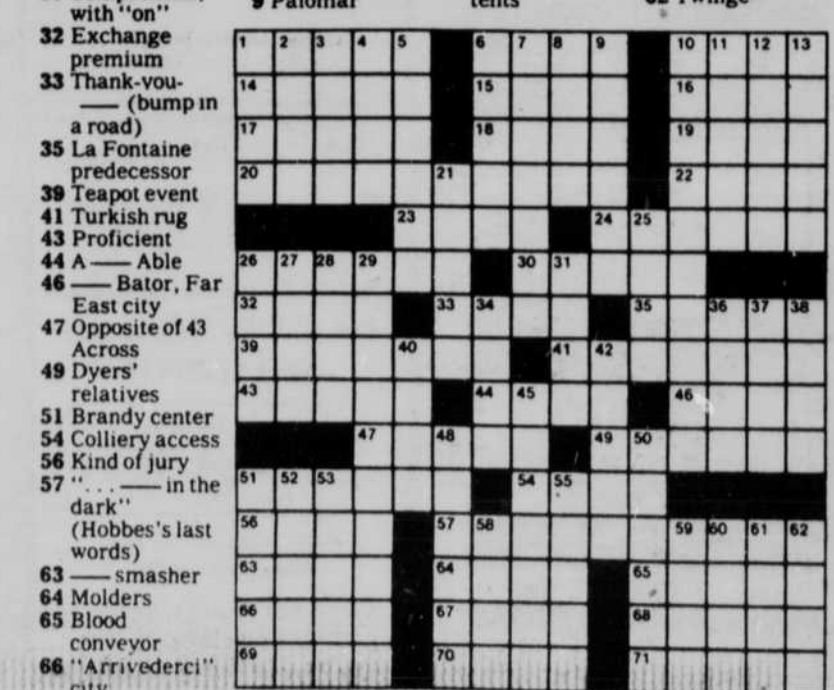 with "on"
32 Exchange
premium
33 Thank-you-
— (bump in
a road)
35 La Fontaine
predecessor
39 Teapot event
41 Turkish rug
43 Proficient
44 A — Able
46 — Bator, Far
East city
47 Opposite of 43
Across
49 Dyers'
relatives
51 Brandy center
54 Colliery access
56 Kind of jury
57 ". . . — in the
dark"
(Hobbes's last
words)
63 — smasher
64 Molders
65 Blood
conveyor
66 "Arrivederci"
city
9 Palomar
tents
62 Twinge
1 2 3 4 5 6 7 8 9 10 11 12 13
14 15 16
17 18 19
20 21 22
23 24 25
26 27 28 29 30 31
32 33 34 35 36 37 38
39 40 41 42
43 44 45 46
47 48 49 50
51 52 53 54 55
56 57 58 59 60 61 62
63 64 65
66 67 68
69 70 71